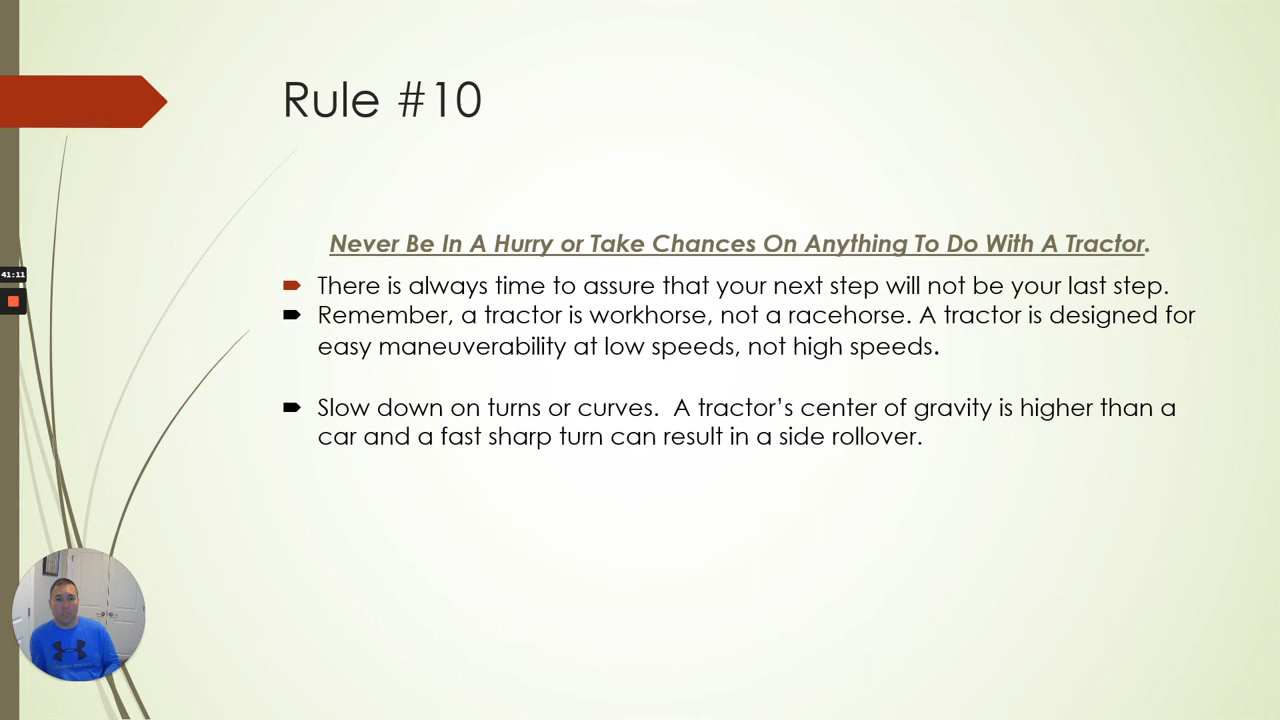 Rule #10
Never Be In A Hurry or Take Chances On Anything To Do With A Tractor.
There is always time to assure that your next step will not be your last step.
Remember, a tractor is workhorse, not a racehorse. A tractor is designed for
easy maneuverability at low speeds, not high speeds.
Slow down on turns or curves.  A tractor’s center of gravity is higher than a
car and a fast sharp turn can result in a side rollover.
41:11